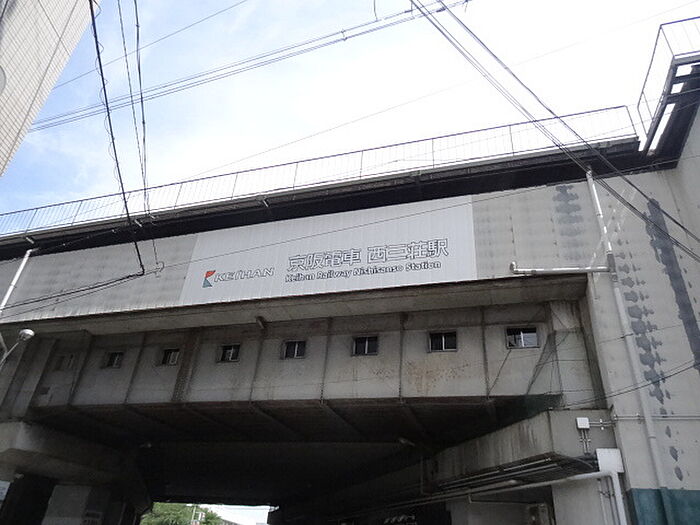 KEIHAN
京阪電車 西三荘駅
Keihan Railway Nishisanso Station